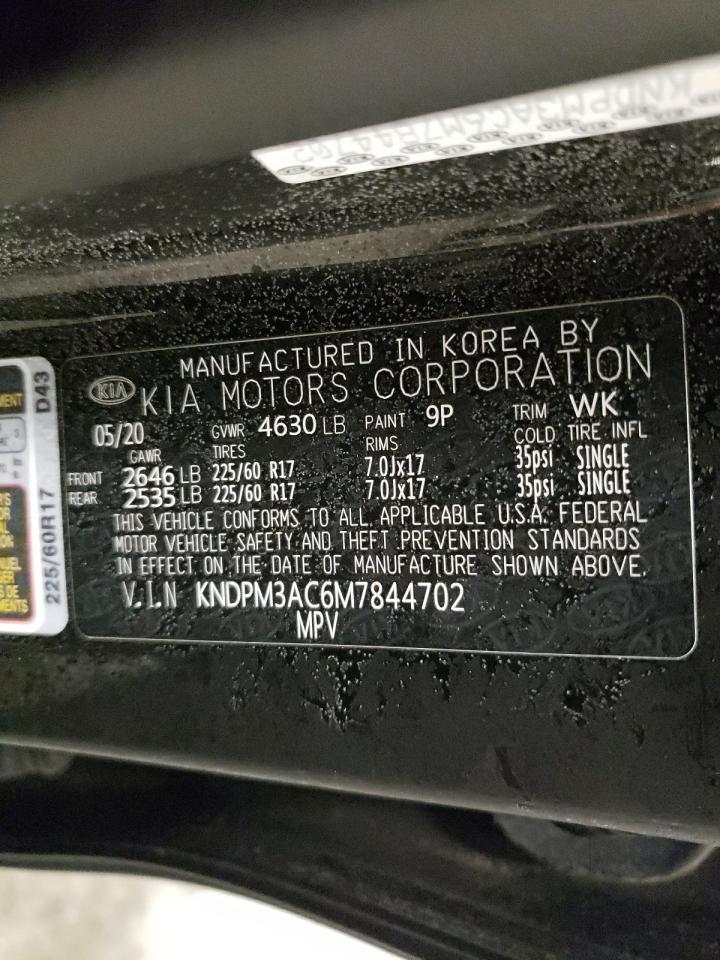 KNDPM3AC6M7844702
MANUFACTURED IN KOREA BY
KIA KIA MOTORS CORPORATION
05/20 GVWR 4630 LB PAINT 9P TRIM WK
GAWR TIRES RIMS COLD TIRE INFL
FRONT 2646 LB 225/60 R17 7.0Jx17 35psi SINGLE
REAR 2535 LB 225/60 R17 7.0Jx17 35psi SINGLE
THIS VEHICLE CONFORMS TO ALL APPLICABLE U.S.A. FEDERAL
MOTOR VEHICLE SAFETY AND THEFT PREVENTION STANDARDS
IN EFFECT ON THE DATE OF MANUFACTURE SHOWN ABOVE.
V.I.N KNDPM3AC6M7844702
MPV
225/60R17 D43